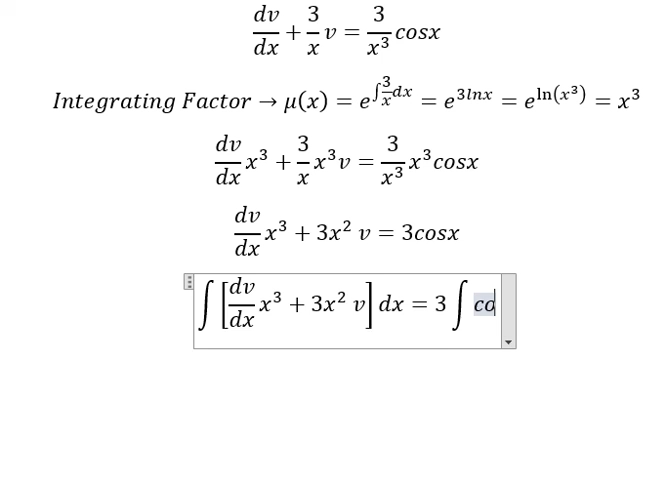 dv/dx + 3/x v = 3/x³ cosx
Integrating Factor → μ(x) = e^∫3/x dx = e^3lnx = e^ln(x³) = x³
dv/dx x³ + 3/x x³v = 3/x³ x³cosx
dv/dx x³ + 3x² v = 3cosx
∫ [dv/dx x³ + 3x² v] dx = 3 ∫ co